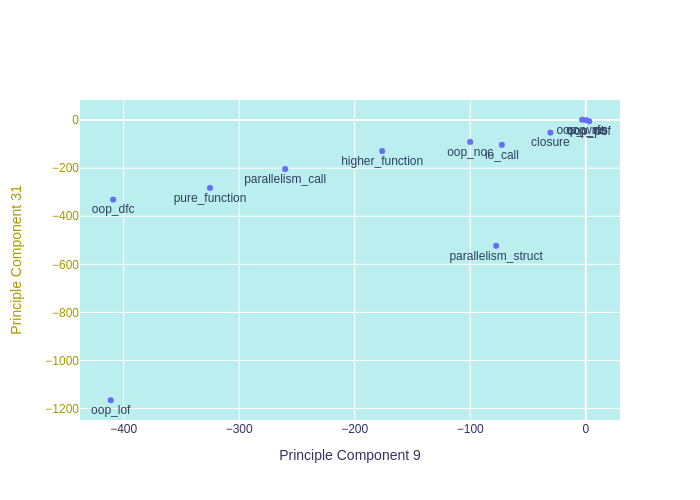 0
−200
−400
−600
−800
−1000
−1200
Principle Component 31
closure
oop_noc
io_call
higher_function
parallelism_call
pure_function
oop_dfc
parallelism_struct
oop_lof
−400
−300
−200
−100
0
Principle Component 9